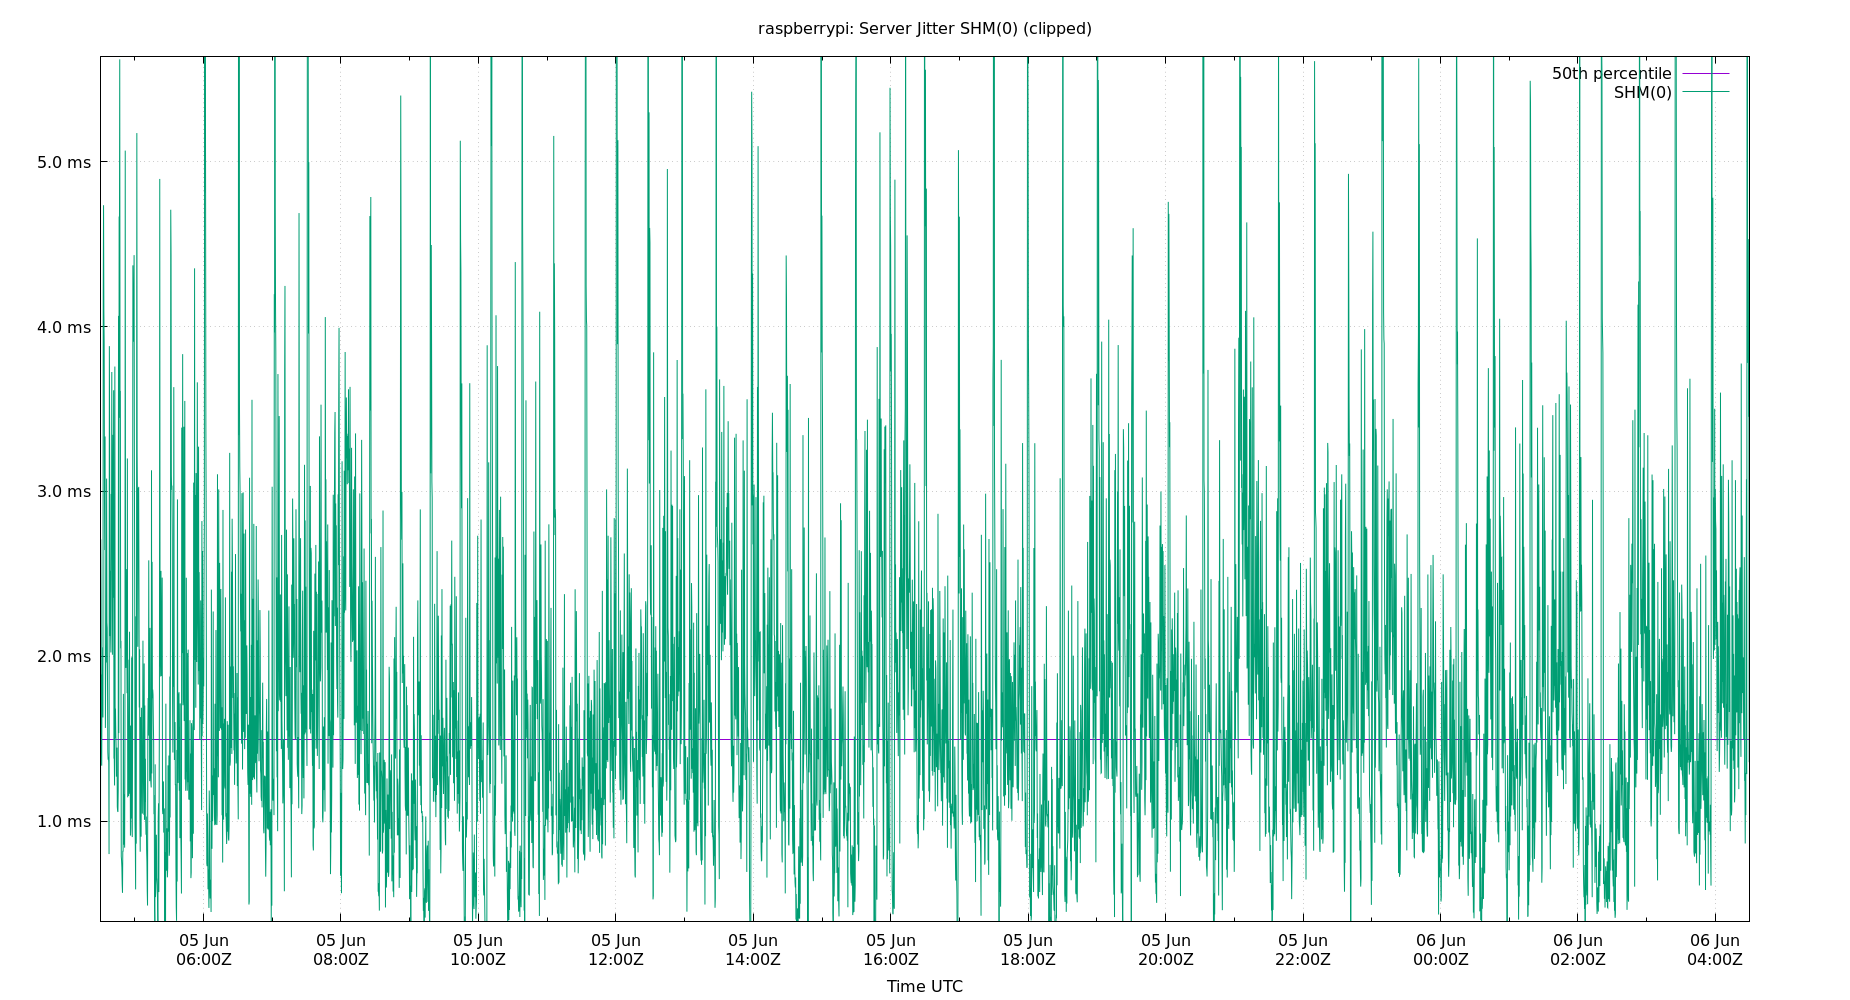 raspberrypi: Server Jitter SHM(0) (clipped)
50th percentile
SHM(0)
5.0 ms
4.0 ms
3.0 ms
2.0 ms
1.0 ms
05 Jun 05 Jun 05 Jun 05 Jun 05 Jun 05 Jun 05 Jun 05 Jun 05 Jun 06 Jun 06 Jun 06 Jun
06:00Z 08:00Z 10:00Z 12:00Z 14:00Z 16:00Z 18:00Z 20:00Z 22:00Z 00:00Z 02:00Z 04:00Z
Time UTC